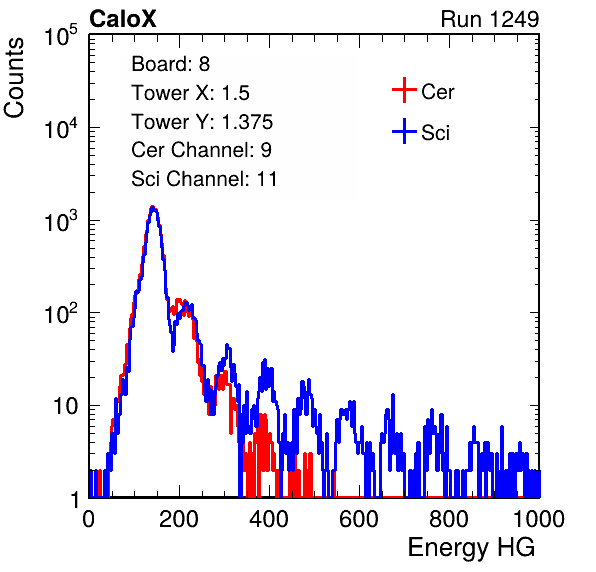 CaloX Run 1249
Counts
10^5
10^4
10^3
10^2
10
1
Board: 8
Tower X: 1.5
Tower Y: 1.375
Cer Channel: 9
Sci Channel: 11
Cer
Sci
0 200 400 600 800 1000
Energy HG